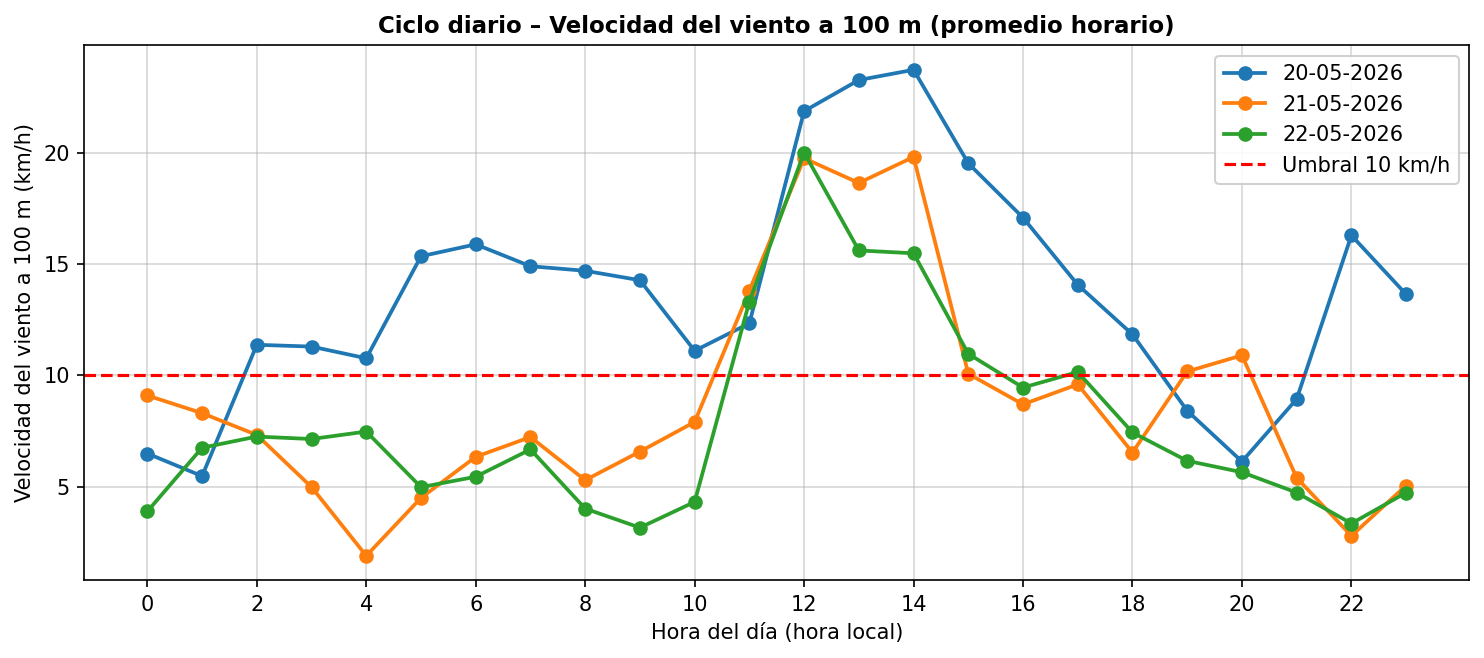 Ciclo diario – Velocidad del viento a 100 m (promedio horario)
Velocidad del viento a 100 m (km/h)
20
15
10
5
20-05-2026
21-05-2026
22-05-2026
Umbral 10 km/h
0 2 4 6 8 10 12 14 16 18 20 22
Hora del día (hora local)